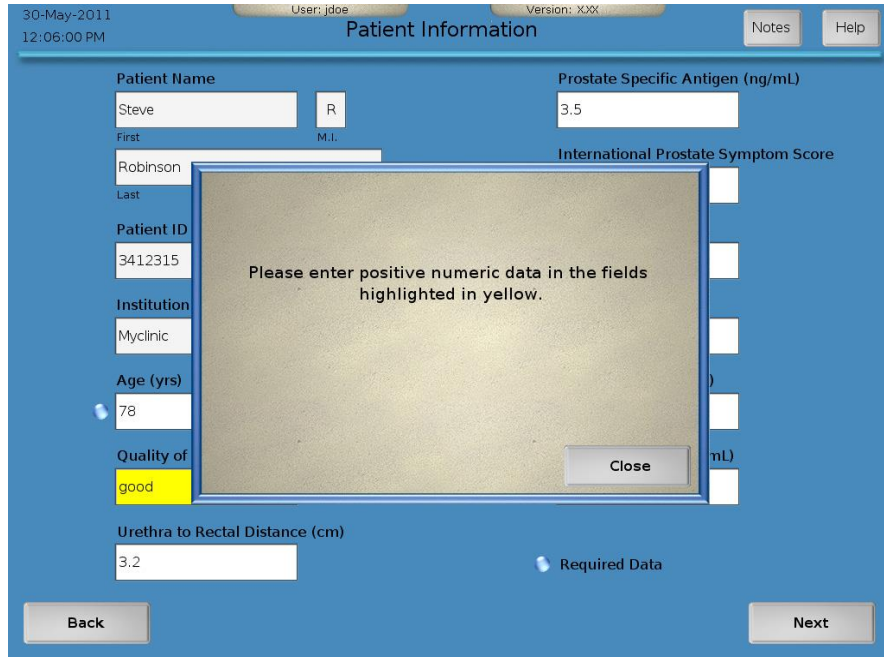 30-May-2011
12:06:00 PM
User: jdoe
Version: X.XX
Patient Information
Notes
Help
Patient Name
Steve
R
First
M.I.
Robinson
Last
Patient ID
3412315
Institution
Myclinic
Age (yrs)
78
Quality of
good
Urethra to Rectal Distance (cm)
3.2
Prostate Specific Antigen (ng/mL)
3.5
International Prostate Symptom Score
)
mL)
Please enter positive numeric data in the fields
highlighted in yellow.
Close
Required Data
Back
Next